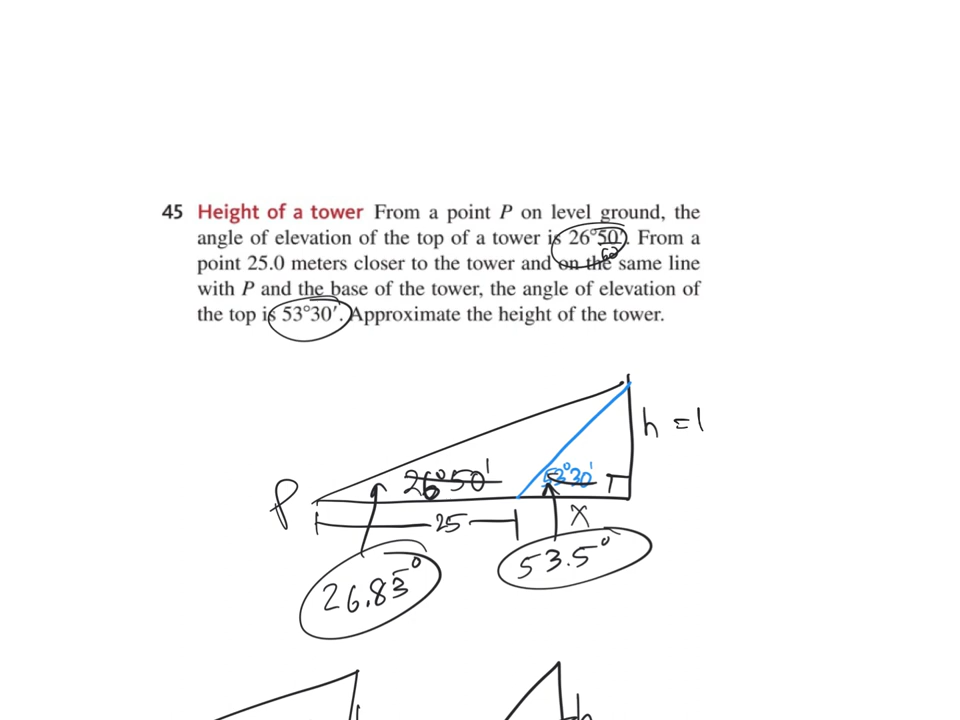 45 Height of a tower From a point P on level ground, the
angle of elevation of the top of a tower is 26°50′. From a
60
point 25.0 meters closer to the tower and on the same line
with P and the base of the tower, the angle of elevation of
the top is 53°30′. Approximate the height of the tower.
h =
26°50'
53°30'
P
25
x
53.5°
26.83°
h